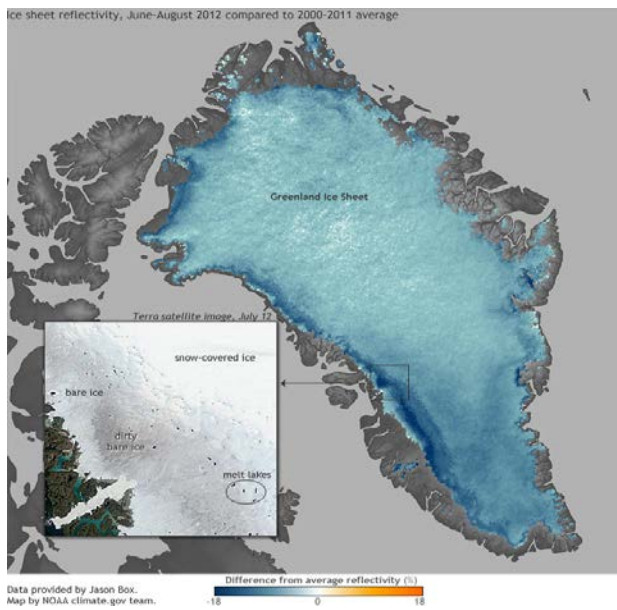 Ice sheet reflectivity, June-August 2012 compared to 2000-2011 average
Greenland Ice Sheet
Terra satellite image, July 12
snow-covered ice
bare ice
dirty
bare ice
melt lakes
Data provided by Jason Box.
Map by NOAA climate.gov team.
Difference from average reflectivity (%)
-18 0 18